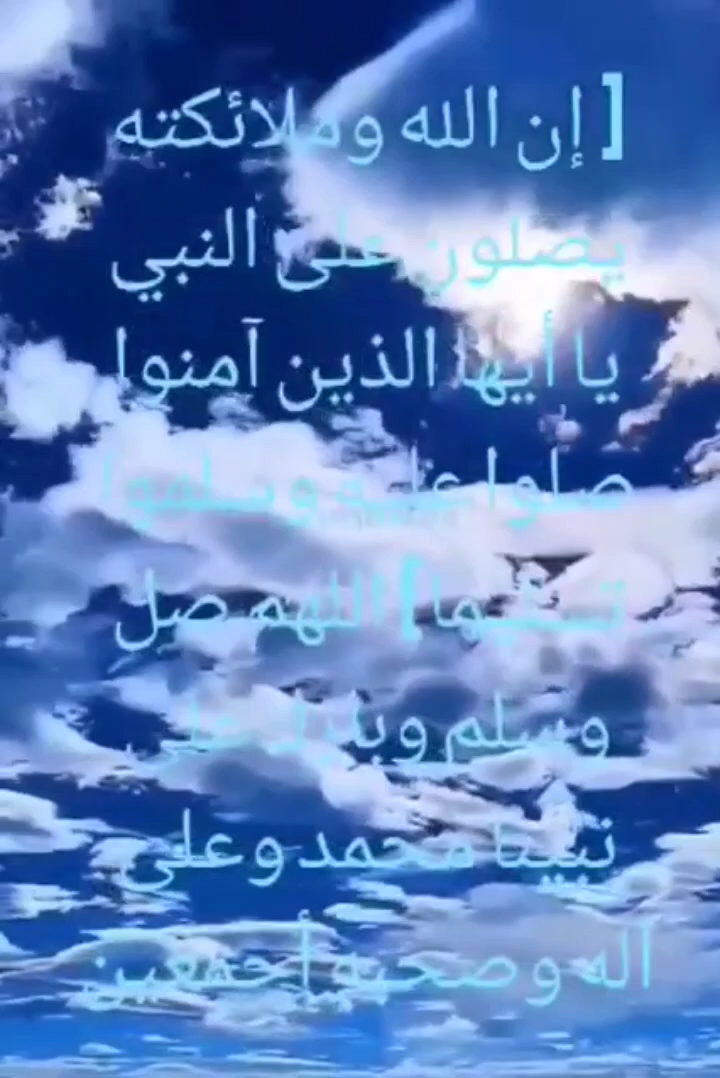 [ إن الله وملائكته
يصلون على النبي
يا أيها الذين آمنوا
صلوا عليه وسلموا
تسليما] اللهم صل
وسلم وبارك على
نبينا محمد وعلى
آله وصحبه أجمعين